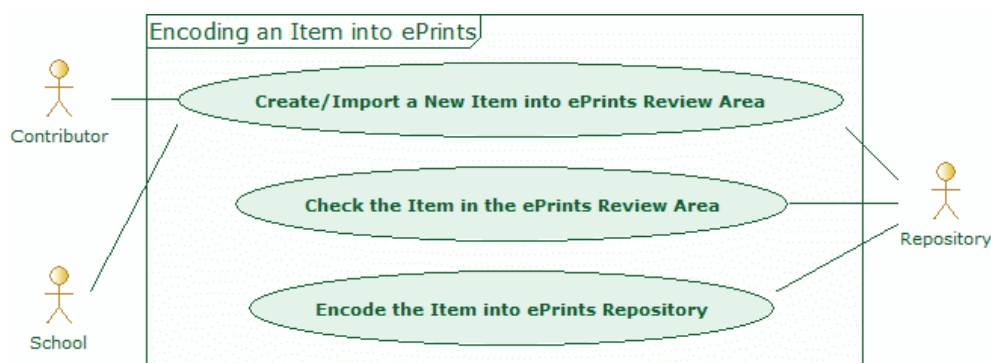 Encoding an Item into ePrints
Create/Import a New Item into ePrints Review Area
Contributor
Check the Item in the ePrints Review Area
Repository
Encode the Item into ePrints Repository
School